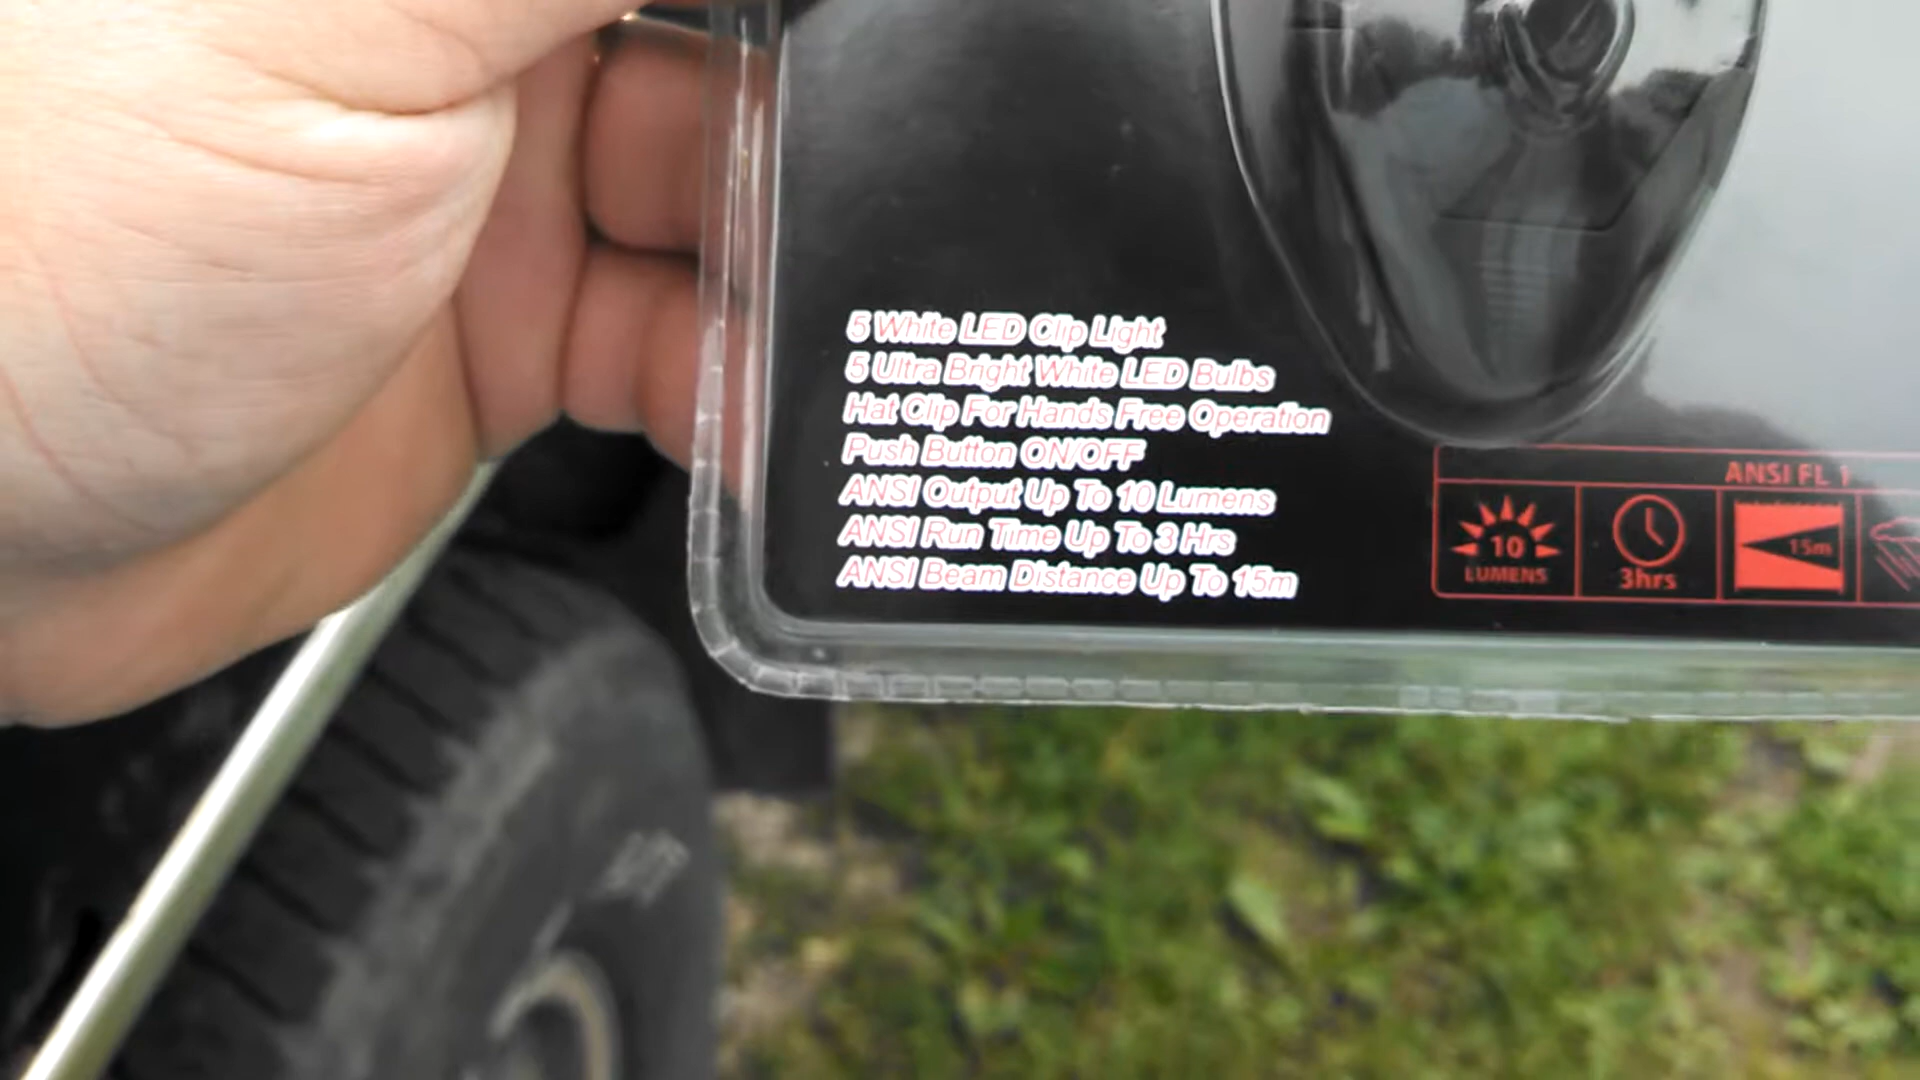 5 White LED Clip Light
5 Ultra Bright White LED Bulbs
Hat Clip For Hands Free Operation
Push Button ON/OFF
ANSI Output Up To 10 Lumens
ANSI Run Time Up To 3 Hrs
ANSI Beam Distance Up To 15m
ANSI FL 1
10
LUMENS
3hrs
15m